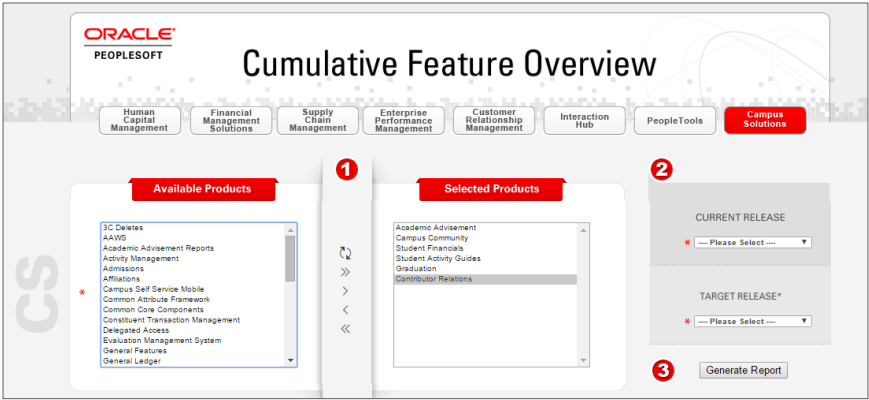 ORACLE
PEOPLESOFT
Cumulative Feature Overview
Human
Capital
Management
Financial
Management
Solutions
Supply
Chain
Management
Enterprise
Performance
Management
Customer
Relationship
Management
Interaction
Hub
PeopleTools
Campus
Solutions
CS
1
Available Products
3C Deletes
AAWS
Academic Advisement Reports
Activity Management
Admissions
Affiliations
Campus Self Service Mobile
Common Attribute Framework
Common Core Components
Constituent Transaction Management
Delegated Access
Evaluation Management System
General Features
General Ledger
*
Selected Products
Academic Advisement
Campus Community
Student Financials
Student Activity Guides
Graduation
Contributor Relations
2
CURRENT RELEASE
* ---- Please Select ----
TARGET RELEASE*
* ---- Please Select ----
3
Generate Report